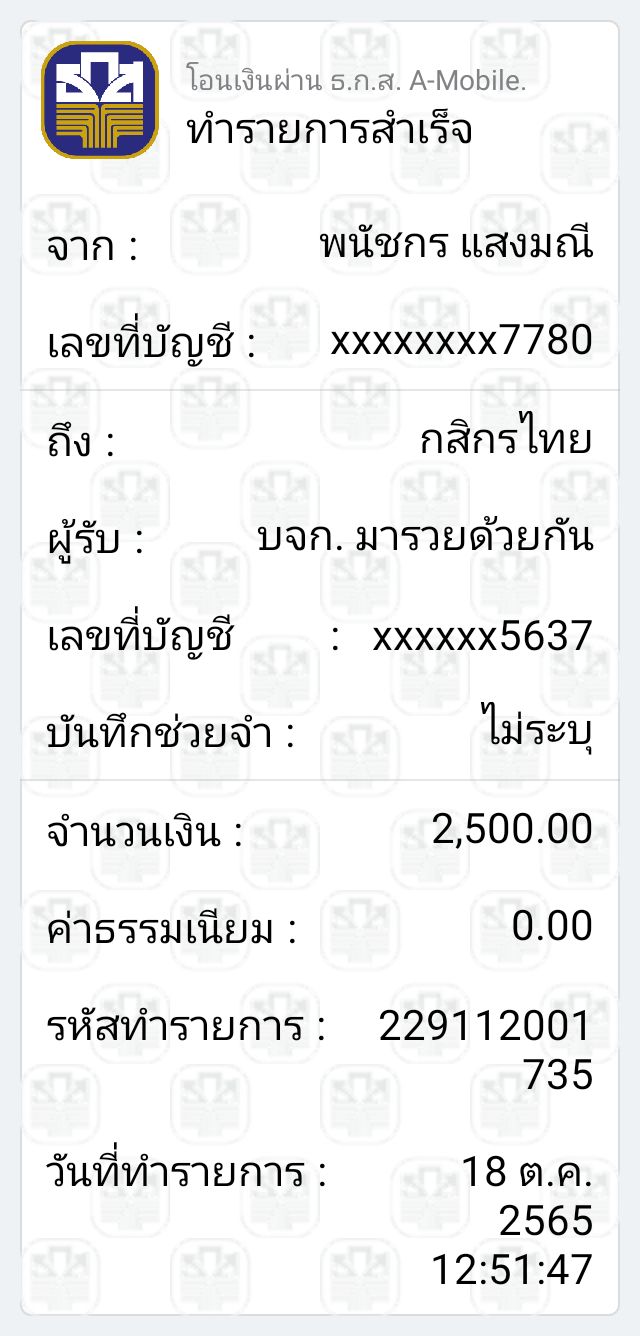 โอนเงินผ่าน ธ.ก.ส. A-Mobile.
ทำรายการสำเร็จ
จาก : พนัชกร แสงมณี
เลขที่บัญชี : xxxxxxxx7780
ถึง : กสิกรไทย
ผู้รับ : บจก. มารวยด้วยกัน
เลขที่บัญชี : xxxxxx5637
บันทึกช่วยจำ : ไม่ระบุ
จำนวนเงิน : 2,500.00
ค่าธรรมเนียม : 0.00
รหัสทำรายการ : 229112001
735
วันที่ทำรายการ : 18 ต.ค.
2565
12:51:47